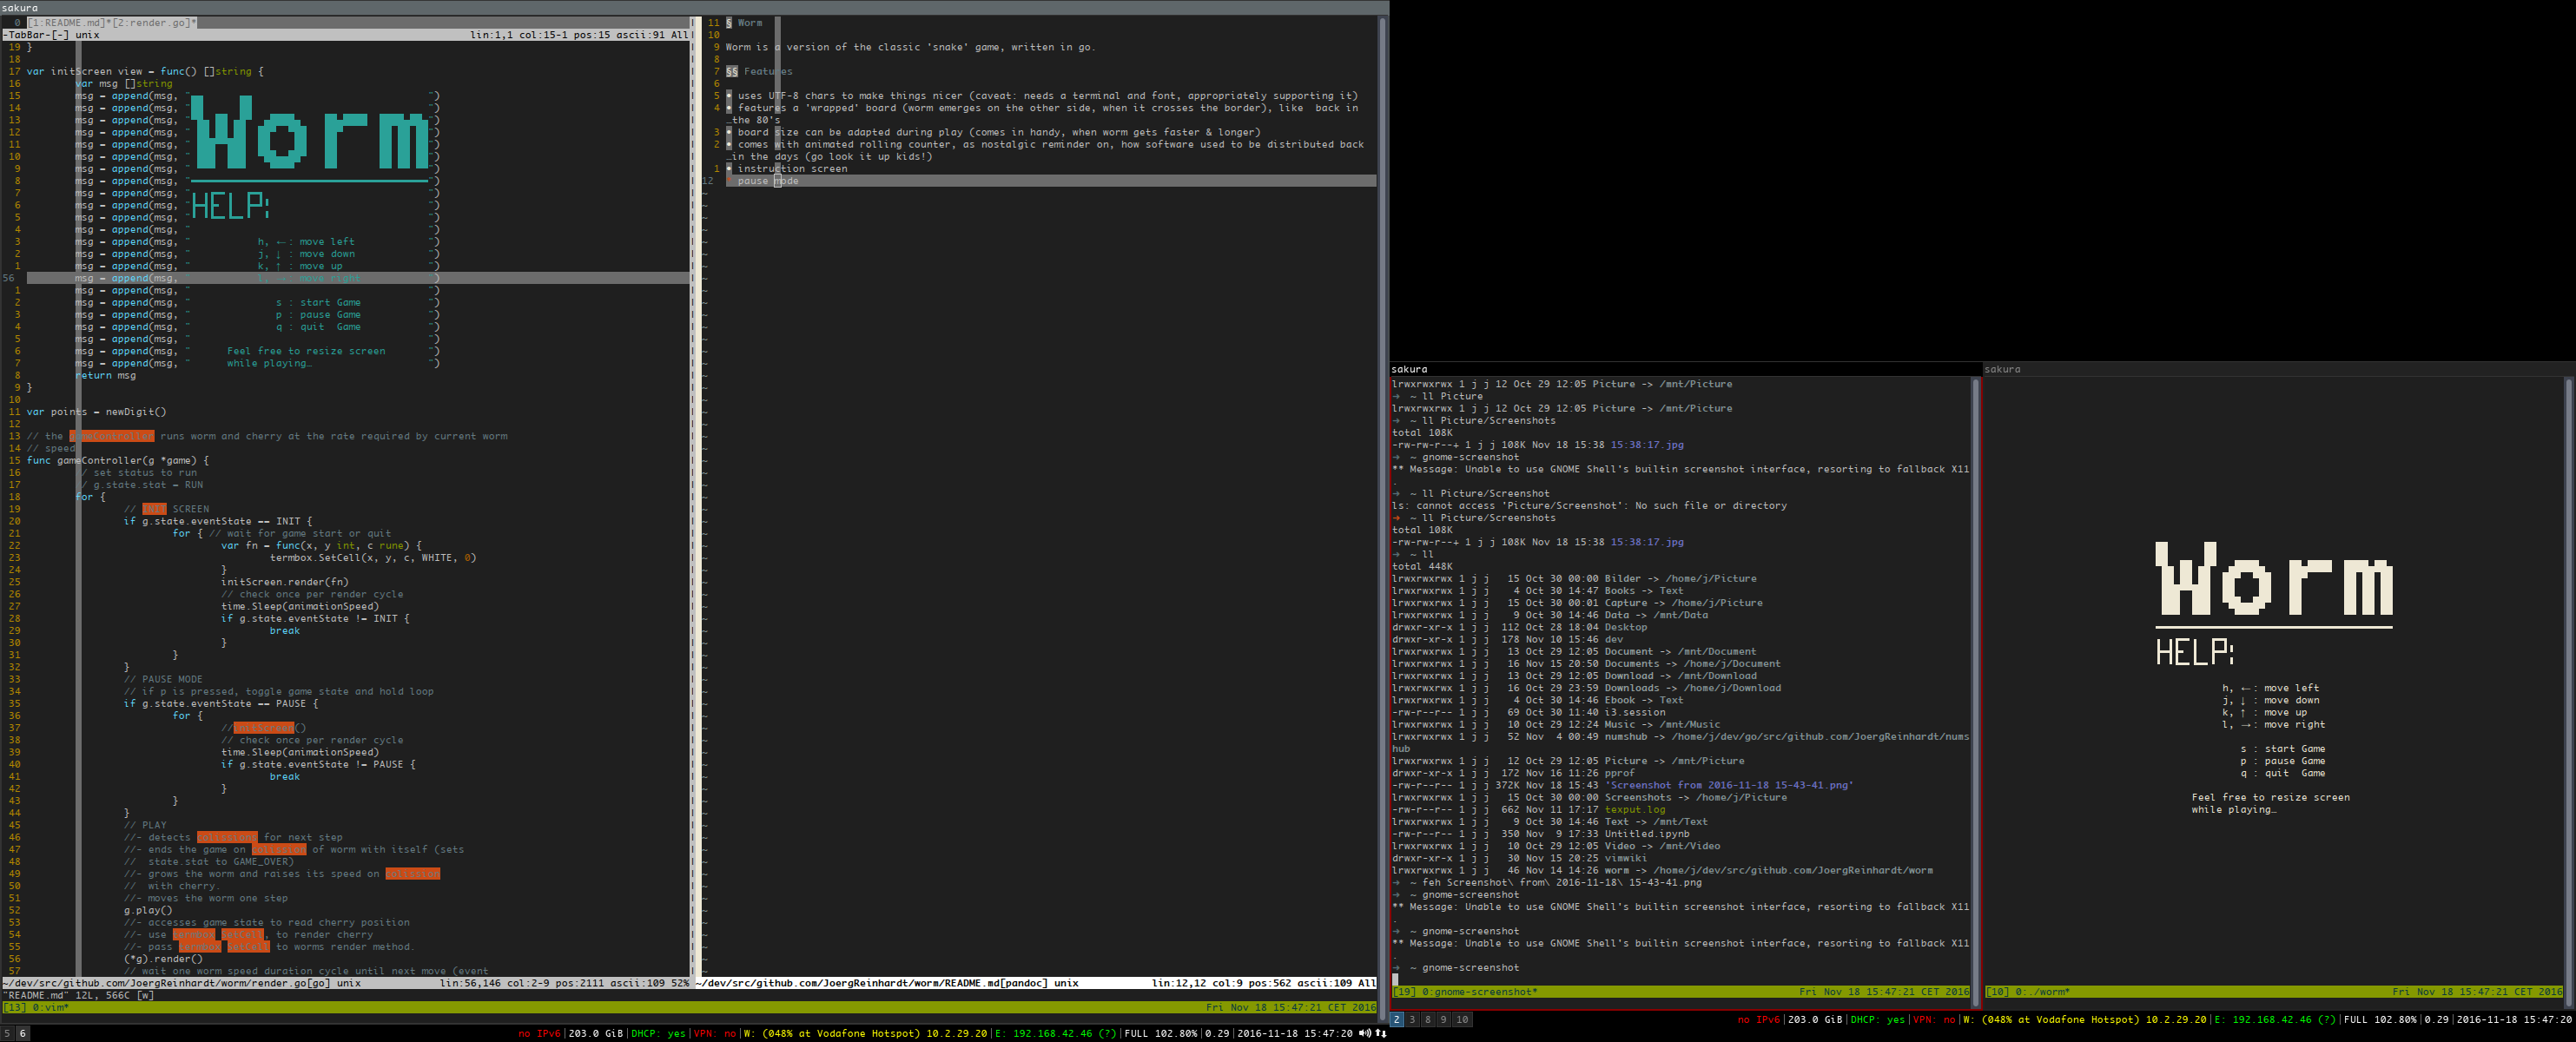 sakura
0 [1:README.md]*[2:render.go]*
-TabBar-[-] unix lin:1,1 col:15-1 pos:15 ascii:91 All
19 }
18
17 var initScreen view = func() []string {
16 var msg []string
15 msg = append(msg, "")
14 msg = append(msg, "")
13 msg = append(msg, "")
12 msg = append(msg, "")
11 msg = append(msg, "")
10 msg = append(msg, "")
9 msg = append(msg, "")
8 msg = append(msg, "")
7 msg = append(msg, "")
6 msg = append(msg, "")
5 msg = append(msg, "")
Worm
HELP:
4 msg = append(msg, " ")
3 msg = append(msg, " h, ←: move left ")
2 msg = append(msg, " j, ↓ : move down ")
1 msg = append(msg, " k, ↑ : move up ")
56 msg = append(msg, " l, →: move right ")
1 msg = append(msg, " ")
2 msg = append(msg, " s : start Game ")
3 msg = append(msg, " p : pause Game ")
4 msg = append(msg, " q : quit  Game ")
5 msg = append(msg, " ")
6 msg = append(msg, " Feel free to resize screen ")
7 msg = append(msg, " while playing… ")
8 return msg
9 }
10
11 var points = newDigit()
12
13 // the gameController runs worm and cherry at the rate required by current worm
14 // speed
15 func gameController(g *game) {
16 // set status to run
17 // g.state.stat = RUN
18 for {
19 // INIT SCREEN
20 if g.state.eventState == INIT {
21 for { // wait for game start or quit
22 var fn = func(x, y int, c rune) {
23 termbox.SetCell(x, y, c, WHITE, 0)
24 }
25 initScreen.render(fn)
26 // check once per render cycle
27 time.Sleep(animationSpeed)
28 if g.state.eventState != INIT {
29 break
30 }
31 }
32 }
33 // PAUSE MODE
34 // if p is pressed, toggle game state and hold loop
35 if g.state.eventState == PAUSE {
36 for {
37 //initScreen()
38 // check once per render cycle
39 time.Sleep(animationSpeed)
40 if g.state.eventState != PAUSE {
41 break
42 }
43 }
44 }
45 // PLAY
46 //- detects collisions for next step
47 //- ends the game on collission of worm with itself (sets
48 //  state.stat to GAME_OVER)
49 //- grows the worm and raises its speed on collission
50 //  with cherry.
51 //- moves the worm one step
52 g.play()
53 //- accesses game state to read cherry position
54 //- use termbox SetCell, to render cherry
55 //- pass termbox SetCell to worms render method.
56 (*g).render()
57 // wait one worm speed duration cycle until next move (event
~/dev/src/github.com/JoergReinhardt/worm/render.go[go] unix lin:56,146 col:2-9 pos:2111 ascii:109 52%
"README.md" 12L, 566C [w]
[13] 0:vim* Fri Nov 18 15:47:21 CET 2016
11 § Worm
10
9 Worm is a version of the classic 'snake' game, written in go.
8
7 §§ Features
6
5 • uses UTF-8 chars to make things nicer (caveat: needs a terminal and font, appropriately supporting it)
4 • features a 'wrapped' board (worm emerges on the other side, when it crosses the border), like  back in
…the 80's
3 • board size can be adapted during play (comes in handy, when worm gets faster & longer)
2 • comes with animated rolling counter, as nostalgic reminder on, how software used to be distributed back
…in the days (go look it up kids!)
1 • instruction screen
12 pause mode
~/dev/src/github.com/JoergReinhardt/worm/README.md[pandoc] unix lin:12,12 col:9 pos:562 ascii:109 All
5 6 no IPv6|203.0 GiB|DHCP: yes|VPN: no|W: (048% at Vodafone Hotspot) 10.2.29.20|E: 192.168.42.46 (?)|FULL 102.80%|0.29|2016-11-18 15:47:20
sakura
lrwxrwxrwx 1 j j 12 Oct 29 12:05 Picture -> /mnt/Picture
➜ ~ ll Picture
lrwxrwxrwx 1 j j 12 Oct 29 12:05 Picture -> /mnt/Picture
➜ ~ ll Picture/Screenshots
total 108K
-rw-rw-r--+ 1 j j 108K Nov 18 15:38 15:38:17.jpg
➜ ~ gnome-screenshot
** Message: Unable to use GNOME Shell's builtin screenshot interface, resorting to fallback X11
.
➜ ~ ll Picture/Screenshot
ls: cannot access 'Picture/Screenshot': No such file or directory
➜ ~ ll Picture/Screenshots
total 108K
-rw-rw-r--+ 1 j j 108K Nov 18 15:38 15:38:17.jpg
➜ ~ ll
total 448K
lrwxrwxrwx 1 j j 15 Oct 30 00:00 Bilder -> /home/j/Picture
lrwxrwxrwx 1 j j 4 Oct 30 14:47 Books -> Text
lrwxrwxrwx 1 j j 15 Oct 30 00:01 Capture -> /home/j/Picture
lrwxrwxrwx 1 j j 9 Oct 30 14:46 Data -> /mnt/Data
drwxr-xr-x 1 j j 112 Oct 28 18:04 Desktop
drwxr-xr-x 1 j j 178 Nov 10 15:46 dev
lrwxrwxrwx 1 j j 13 Oct 29 12:05 Document -> /mnt/Document
lrwxrwxrwx 1 j j 16 Nov 15 20:50 Documents -> /home/j/Document
lrwxrwxrwx 1 j j 13 Oct 29 12:05 Download -> /mnt/Download
lrwxrwxrwx 1 j j 16 Oct 29 23:59 Downloads -> /home/j/Download
lrwxrwxrwx 1 j j 4 Oct 30 14:46 Ebook -> Text
-rw-r--r-- 1 j j 69 Oct 30 11:40 i3.session
lrwxrwxrwx 1 j j 10 Oct 29 12:24 Music -> /mnt/Music
lrwxrwxrwx 1 j j 52 Nov  4 00:49 numshub -> /home/j/dev/go/src/github.com/JoergReinhardt/nums
hub
lrwxrwxrwx 1 j j 12 Oct 29 12:05 Picture -> /mnt/Picture
drwxr-xr-x 1 j j 172 Nov 16 11:26 pprof
-rw-r--r-- 1 j j 372K Nov 18 15:43 'Screenshot from 2016-11-18 15-43-41.png'
lrwxrwxrwx 1 j j 15 Oct 30 00:00 Screenshots -> /home/j/Picture
-rw-r--r-- 1 j j 662 Nov 11 17:17 texput.log
lrwxrwxrwx 1 j j 9 Oct 30 14:46 Text -> /mnt/Text
-rw-r--r-- 1 j j 350 Nov  9 17:33 Untitled.ipynb
lrwxrwxrwx 1 j j 10 Oct 29 12:05 Video -> /mnt/Video
drwxr-xr-x 1 j j 30 Nov 15 20:25 vimwiki
lrwxrwxrwx 1 j j 46 Nov 14 14:26 worm -> /home/j/dev/src/github.com/JoergReinhardt/worm
➜ ~ feh Screenshot\ from\ 2016-11-18\ 15-43-41.png
➜ ~ gnome-screenshot
** Message: Unable to use GNOME Shell's builtin screenshot interface, resorting to fallback X11
.
➜ ~ gnome-screenshot
** Message: Unable to use GNOME Shell's builtin screenshot interface, resorting to fallback X11
.
➜ ~ gnome-screenshot
[19] 0:gnome-screenshot* Fri Nov 18 15:47:21 CET 2016
sakura
Worm
HELP:
h, ←: move left
j, ↓ : move down
k, ↑ : move up
l, →: move right
s : start Game
p : pause Game
q : quit  Game
Feel free to resize screen
while playing…
[10] 0:./worm* Fri Nov 18 15:47:21 CET 2016
2 3 8 9 10 no IPv6|203.0 GiB|DHCP: yes|VPN: no|W: (048% at Vodafone Hotspot) 10.2.29.20|E: 192.168.42.46 (?)|FULL 102.80%|0.29|2016-11-18 15:47:20